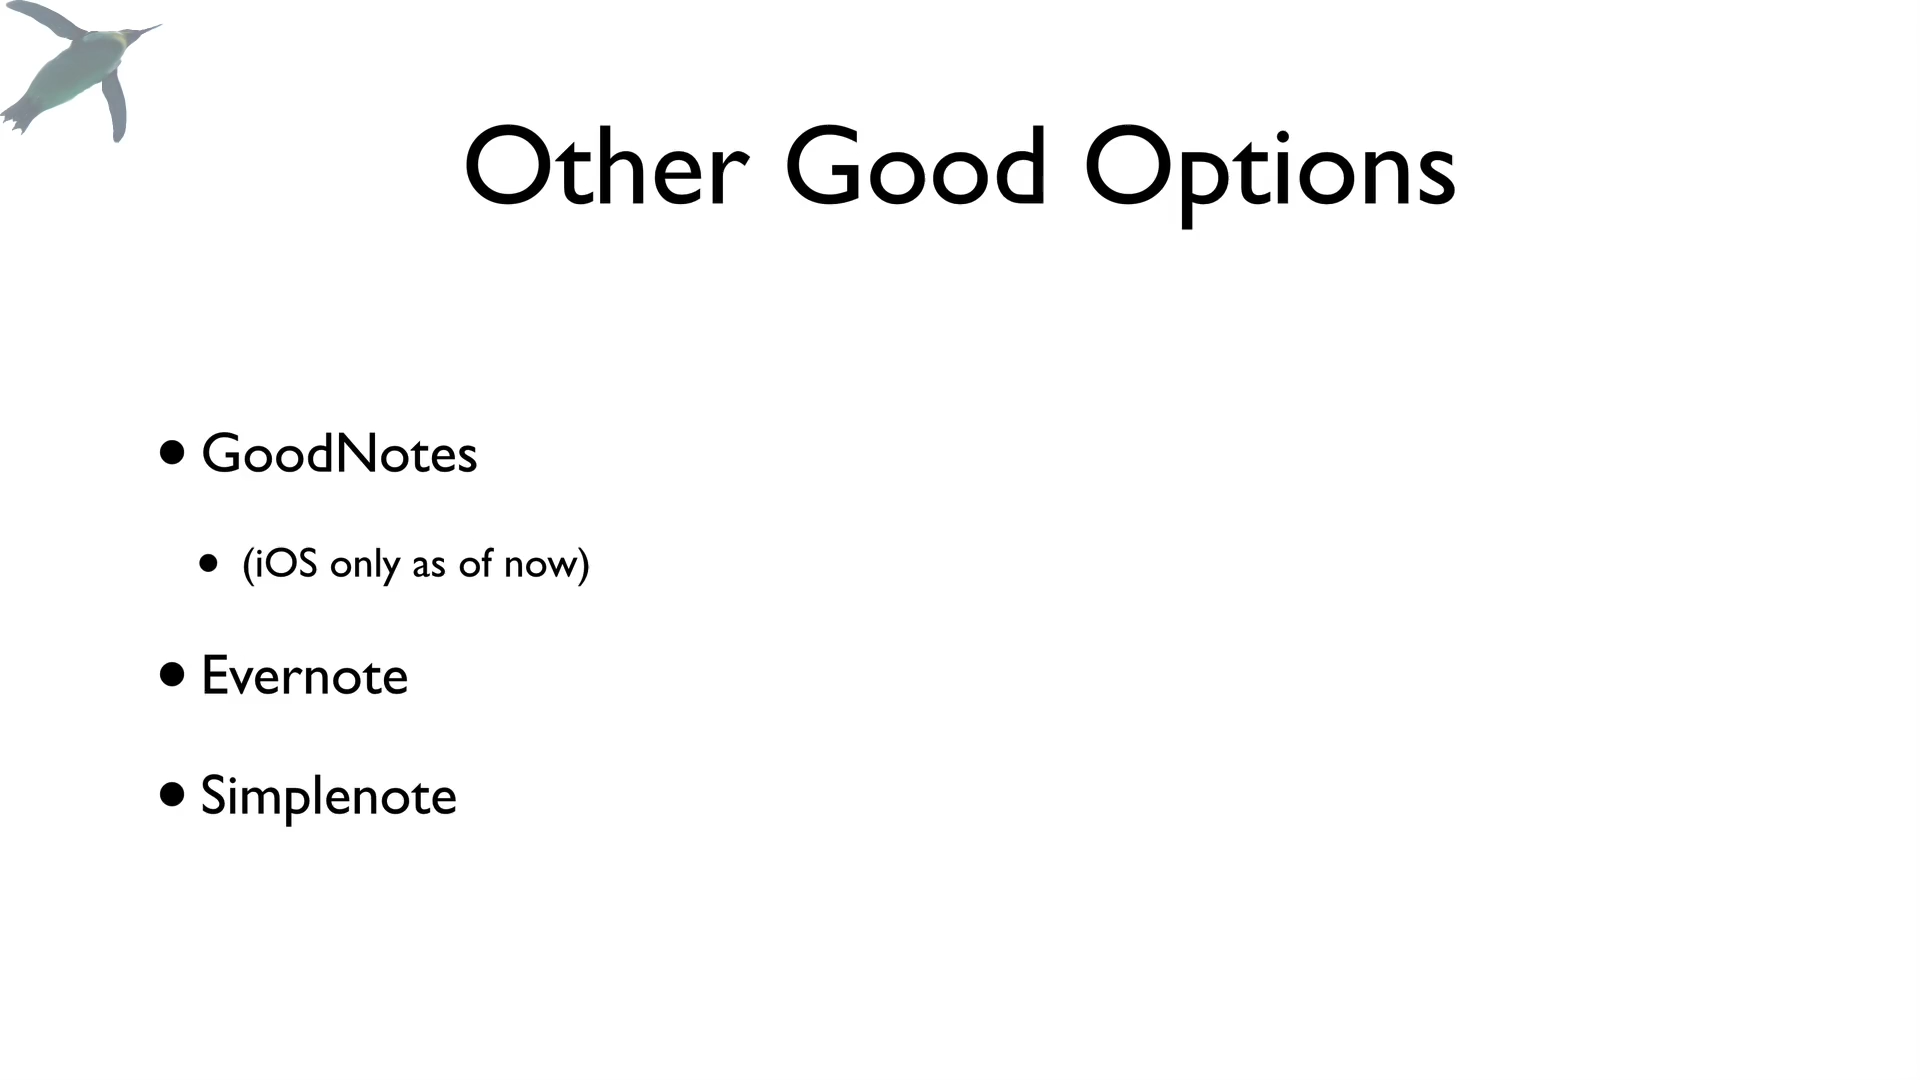 Other Good Options
• GoodNotes
• (iOS only as of now)
• Evernote
• Simplenote